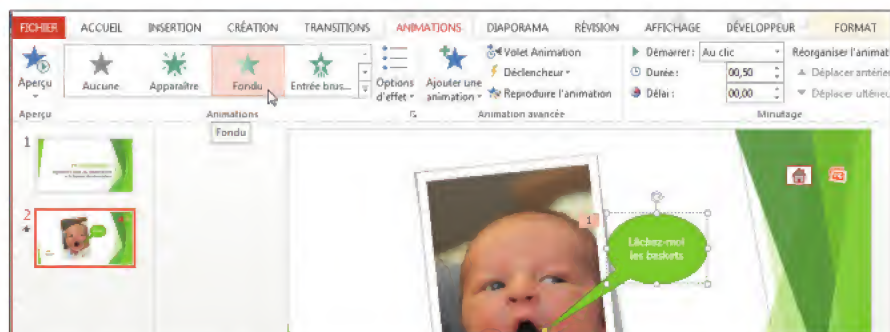 FICHIER ACCUEIL INSERTION CRÉATION TRANSITIONS ANIMATIONS DIAPORAMA RÉVISION AFFICHAGE DÉVELOPPEUR FORMAT
Aperçu
Aucune Apparaître Fondu Entrée brus...
Options d'effet
Ajouter une animation
Volet Animation
Déclencheur
Reproduire l'animation
Démarrer : Au clic
Durée : 00,50
Délai : 00,00
Réorganiser l'animat
Déplacer antérie
Déplacer ultérieu
Aperçu Animations Animation avancée Minutage
Fondu
1
2
1
Lâchez-moi
les baskets